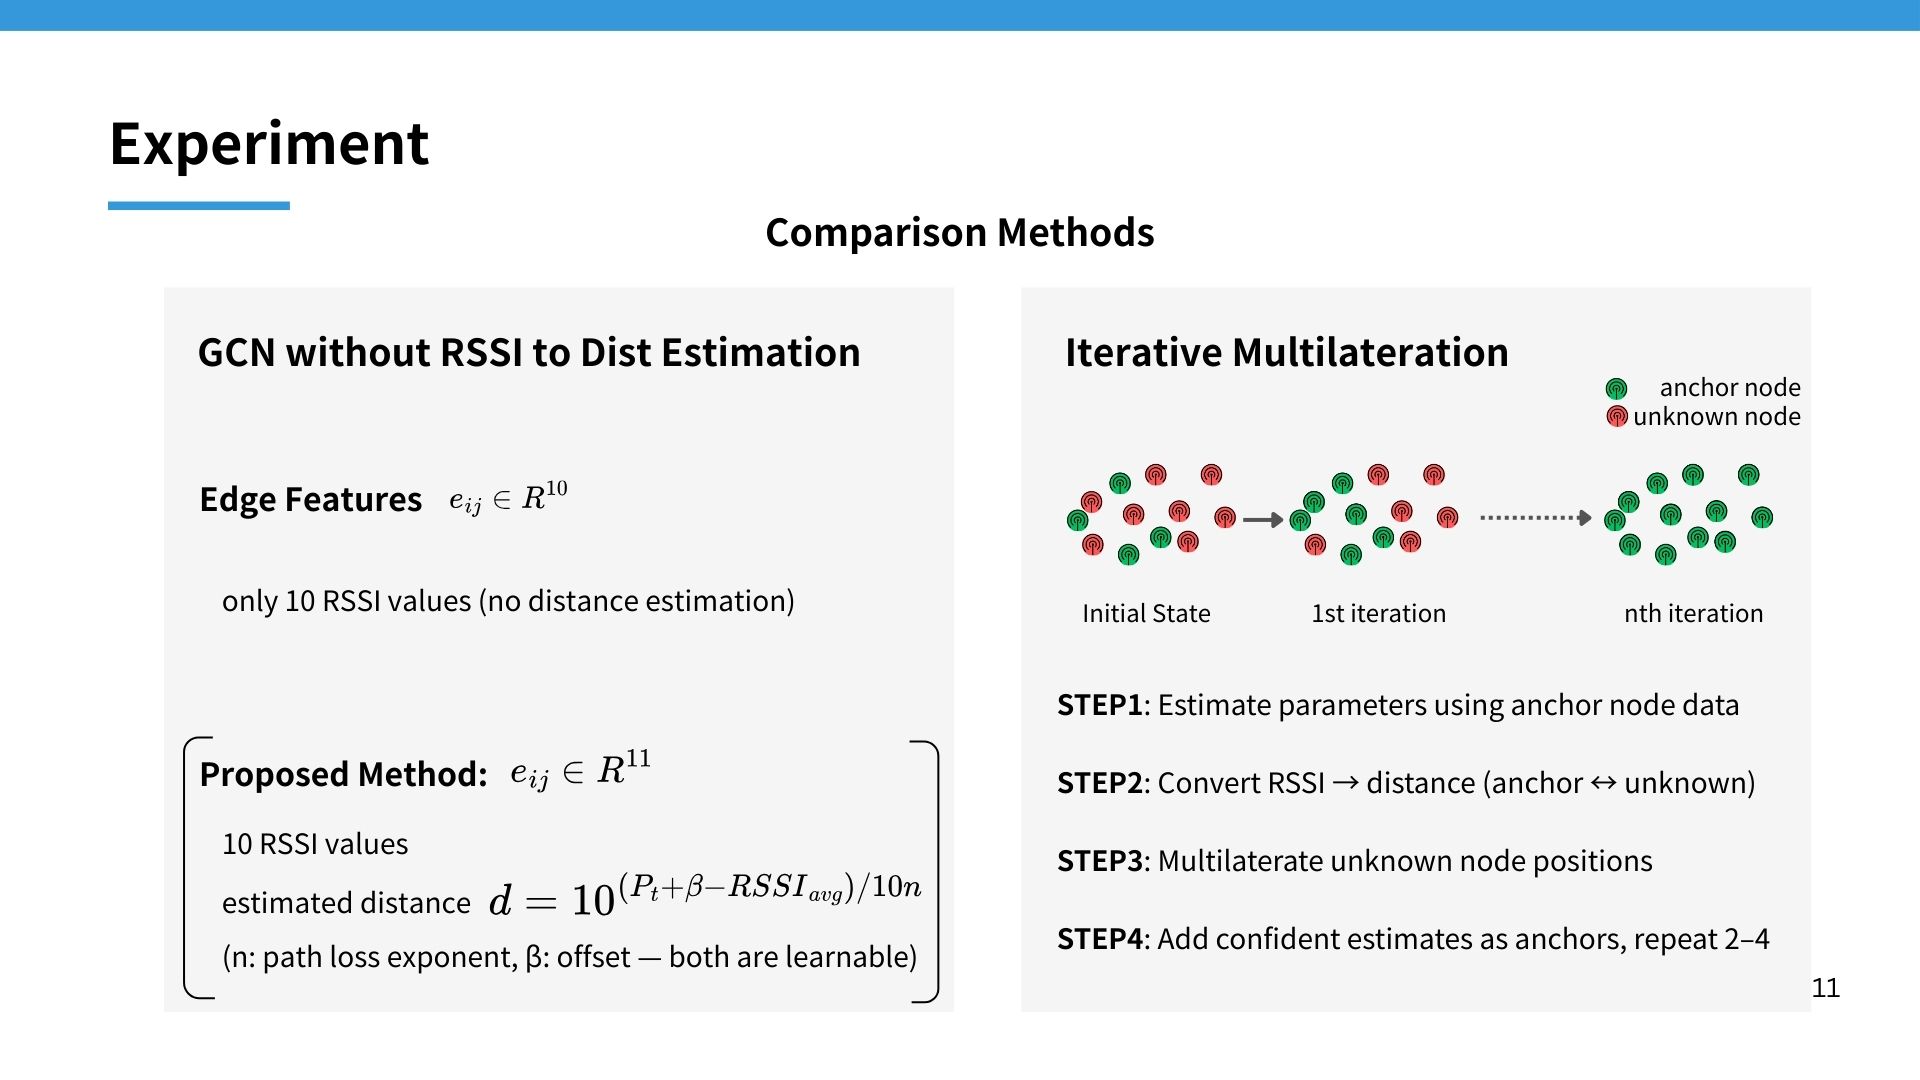 Experiment
Comparison Methods
GCN without RSSI to Dist Estimation
Edge Features e_{ij} ∈ R^{10}
only 10 RSSI values (no distance estimation)
Proposed Method: e_{ij} ∈ R^{11}
10 RSSI values
estimated distance d = 10^{(P_t+β−RSSI_{avg})/10n}
(n: path loss exponent, β: offset — both are learnable)
Iterative Multilateration
anchor node
unknown node
Initial State
1st iteration
nth iteration
STEP1: Estimate parameters using anchor node data
STEP2: Convert RSSI → distance (anchor ↔ unknown)
STEP3: Multilaterate unknown node positions
STEP4: Add confident estimates as anchors, repeat 2–4
11